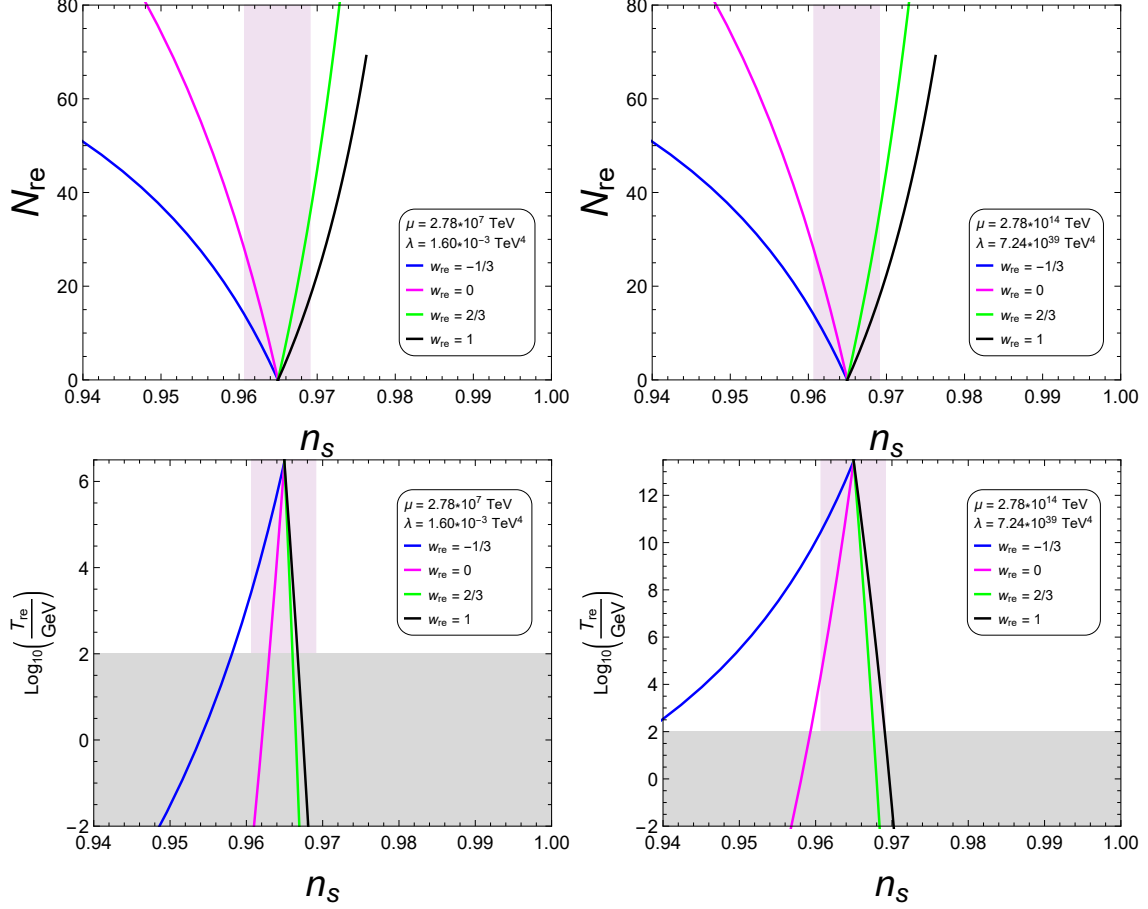 80
60
40
20
0
N_re
μ = 2.78*10^7 TeV
λ = 1.60*10^-3 TeV^4
w_re = -1/3
w_re = 0
w_re = 2/3
w_re = 1
0.94 0.95 0.96 0.97 0.98 0.99 1.00
n_s
80
60
40
20
0
N_re
μ = 2.78*10^14 TeV
λ = 7.24*10^39 TeV^4
w_re = -1/3
w_re = 0
w_re = 2/3
w_re = 1
0.94 0.95 0.96 0.97 0.98 0.99 1.00
n_s
6
4
2
0
-2
Log_10(T_re/GeV)
μ = 2.78*10^7 TeV
λ = 1.60*10^-3 TeV^4
w_re = -1/3
w_re = 0
w_re = 2/3
w_re = 1
0.94 0.95 0.96 0.97 0.98 0.99 1.00
n_s
12
10
8
6
4
2
0
-2
Log_10(T_re/GeV)
μ = 2.78*10^14 TeV
λ = 7.24*10^39 TeV^4
w_re = -1/3
w_re = 0
w_re = 2/3
w_re = 1
0.94 0.95 0.96 0.97 0.98 0.99 1.00
n_s